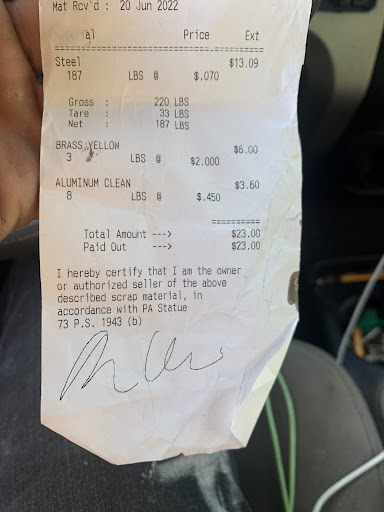 Mat Rcv'd : 20 Jun 2022
Price Ext
Steel $13.09
187 LBS @ $.070
Gross : 220 LBS
Tare : 33 LBS
Net : 187 LBS
BRASS YELLOW $6.00
3 LBS @ $2.000
ALUMINUM CLEAN $3.60
8 LBS @ $.450
Total Amount ---> $23.00
Paid Out ---> $23.00
I hereby certify that I am the owner
or authorized seller of the above
described scrap material, in
accordance with PA Statue
73 P.S. 1943 (b)